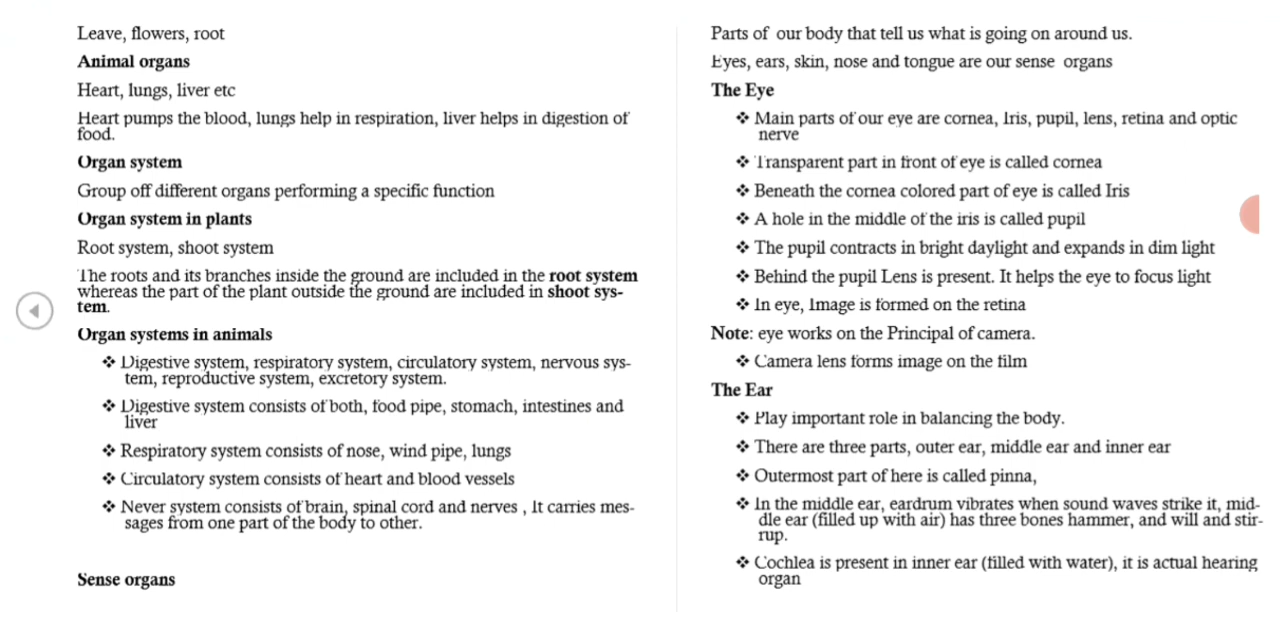 Leave, flowers, root
Animal organs
Heart, lungs, liver etc
Heart pumps the blood, lungs help in respiration, liver helps in digestion of
food.
Organ system
Group off different organs performing a specific function
Organ system in plants
Root system, shoot system
The roots and its branches inside the ground are included in the root system
whereas the part of the plant outside the ground are included in shoot sys-
tem.
Organ systems in animals
❖ Digestive system, respiratory system, circulatory system, nervous sys-
tem, reproductive system, excretory system.
❖ Digestive system consists of both, food pipe, stomach, intestines and
liver
❖ Respiratory system consists of nose, wind pipe, lungs
❖ Circulatory system consists of heart and blood vessels
❖ Never system consists of brain, spinal cord and nerves , It carries mes-
sages from one part of the body to other.
Sense organs
Parts of our body that tell us what is going on around us.
Eyes, ears, skin, nose and tongue are our sense organs
The Eye
❖ Main parts of our eye are cornea, Iris, pupil, lens, retina and optic
nerve
❖ Transparent part in front of eye is called cornea
❖ Beneath the cornea colored part of eye is called Iris
❖ A hole in the middle of the iris is called pupil
❖ The pupil contracts in bright daylight and expands in dim light
❖ Behind the pupil Lens is present. It helps the eye to focus light
❖ In eye, Image is formed on the retina
Note: eye works on the Principal of camera.
❖ Camera lens forms image on the film
The Ear
❖ Play important role in balancing the body.
❖ There are three parts, outer ear, middle ear and inner ear
❖ Outermost part of here is called pinna,
❖ In the middle ear, eardrum vibrates when sound waves strike it, mid-
dle ear (filled up with air) has three bones hammer, and will and stir-
rup.
❖ Cochlea is present in inner ear (filled with water), it is actual hearing
organ